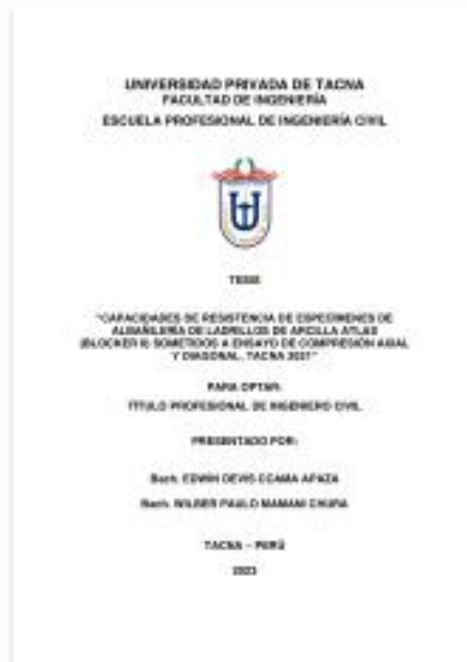 UNIVERSIDAD PRIVADA DE TACNA
FACULTAD DE INGENIERÍA
ESCUELA PROFESIONAL DE INGENIERÍA CIVIL
TESIS
"CAPACIDADES DE RESISTENCIA DE ESPECÍMENES DE
ALBAÑILERÍA DE LADRILLOS DE ARCILLA ATLAS
(BLOCKER II) SOMETIDOS A ENSAYO DE COMPRESIÓN AXIAL
Y DIAGONAL, TACNA 2021"
PARA OPTAR:
TÍTULO PROFESIONAL DE INGENIERO CIVIL
PRESENTADO POR:
Bach. EDWIN DEVIS CCAMA APAZA
Bach. WILBER PAULO MAMANI CHURA
TACNA – PERÚ
2023